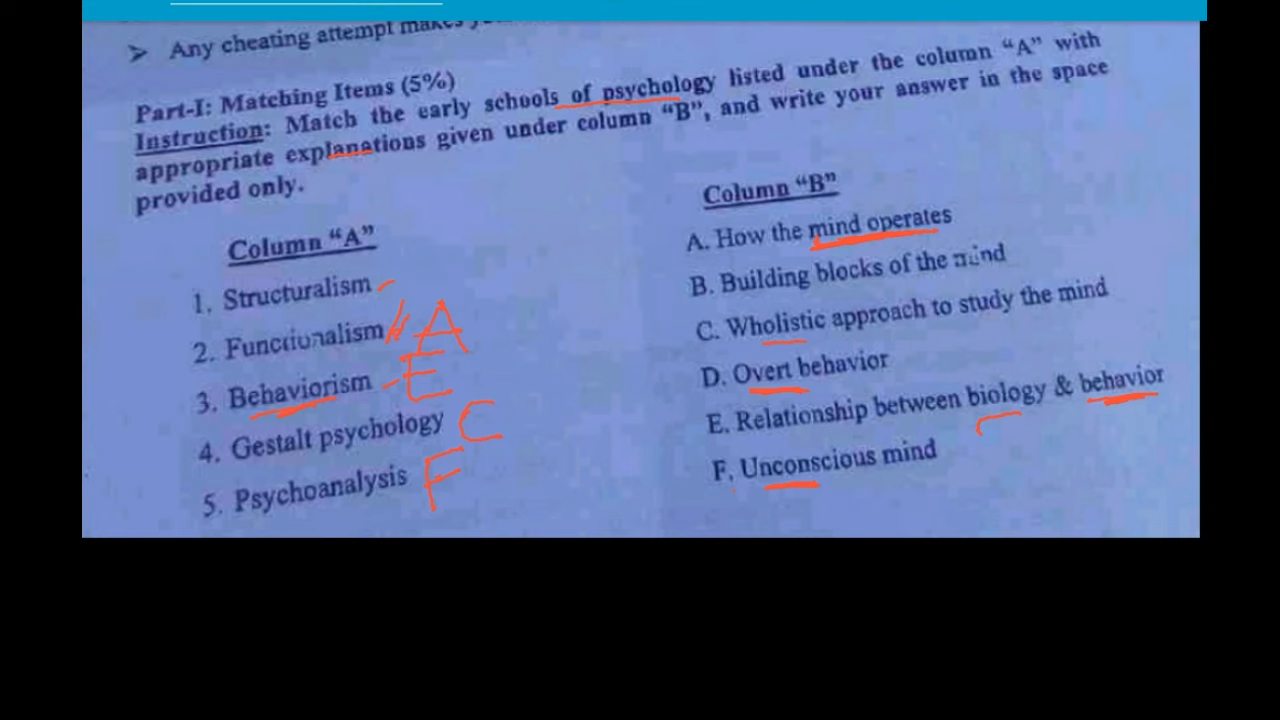 ➤ Any cheating attempt makes
Part-I: Matching Items (5%)
Instruction: Match the early schools of psychology listed under the column “A” with
appropriate explanations given under column “B”, and write your answer in the space
provided only.
Column “A”
1. Structuralism
2. Functionalism A
3. Behaviorism E
4. Gestalt psychology C
5. Psychoanalysis F
Column “B”
A. How the mind operates
B. Building blocks of the mind
C. Wholistic approach to study the mind
D. Overt behavior
E. Relationship between biology & behavior
F. Unconscious mind